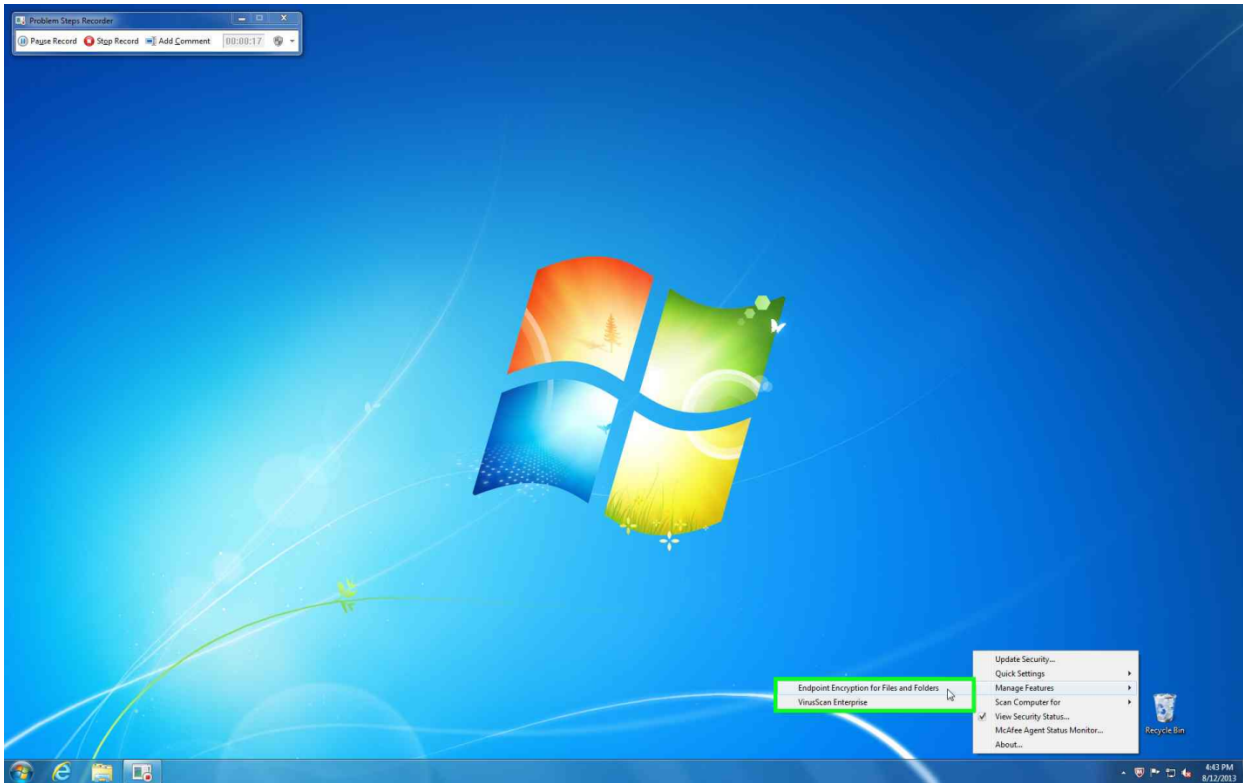 Problem Steps Recorder
Pause Record Stop Record Add Comment 00:00:17
Update Security...
Quick Settings
Endpoint Encryption for Files and Folders
Manage Features
VirusScan Enterprise
Scan Computer for
View Security Status...
McAfee Agent Status Monitor...
About...
Recycle Bin
4:43 PM
8/12/2013